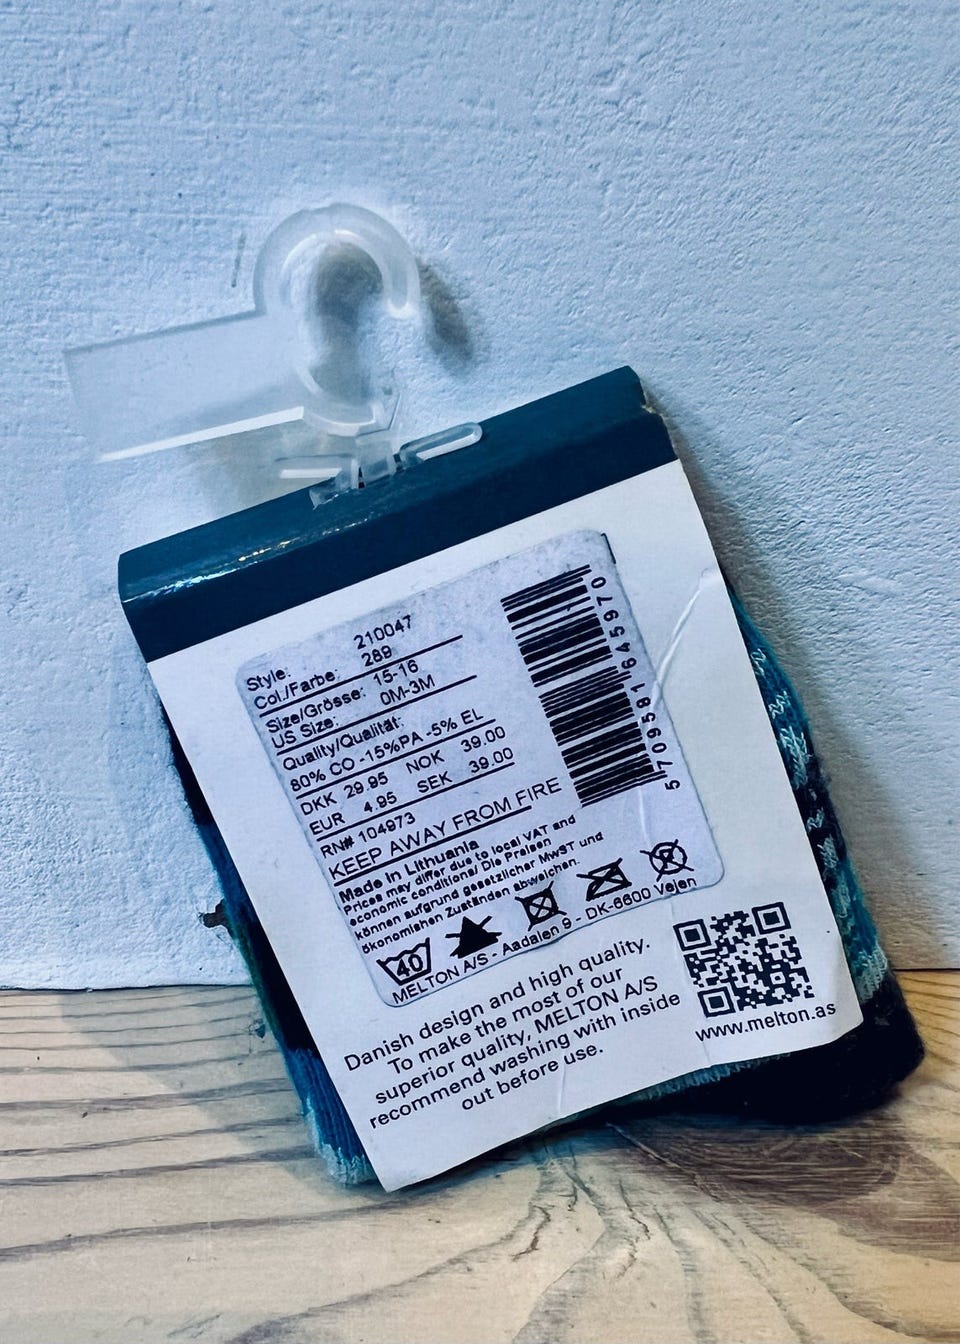 Style: 210047
Col./Farbe: 289
Size/Grösse: 15-16
US Size: 0M-3M
Quality/Qualität:
80% CO -15%PA -5% EL
DKK 29.95 NOK 39.00
EUR 4.95 SEK 39.00
RN# 104973
KEEP AWAY FROM FIRE
Made in Lithuania
Prices may differ due to local VAT and
economic conditions/ Die Preisen
können aufgrund gesetzlicher MwST und
ökonomishen Zuständen abweichen.
40
MELTON A/S - Aadalen 9 - DK-6600 Vejen
5 709581 645970
Danish design and high quality.
To make the most of our
superior quality, MELTON A/S
recommend washing with inside
out before use.
www.melton.as